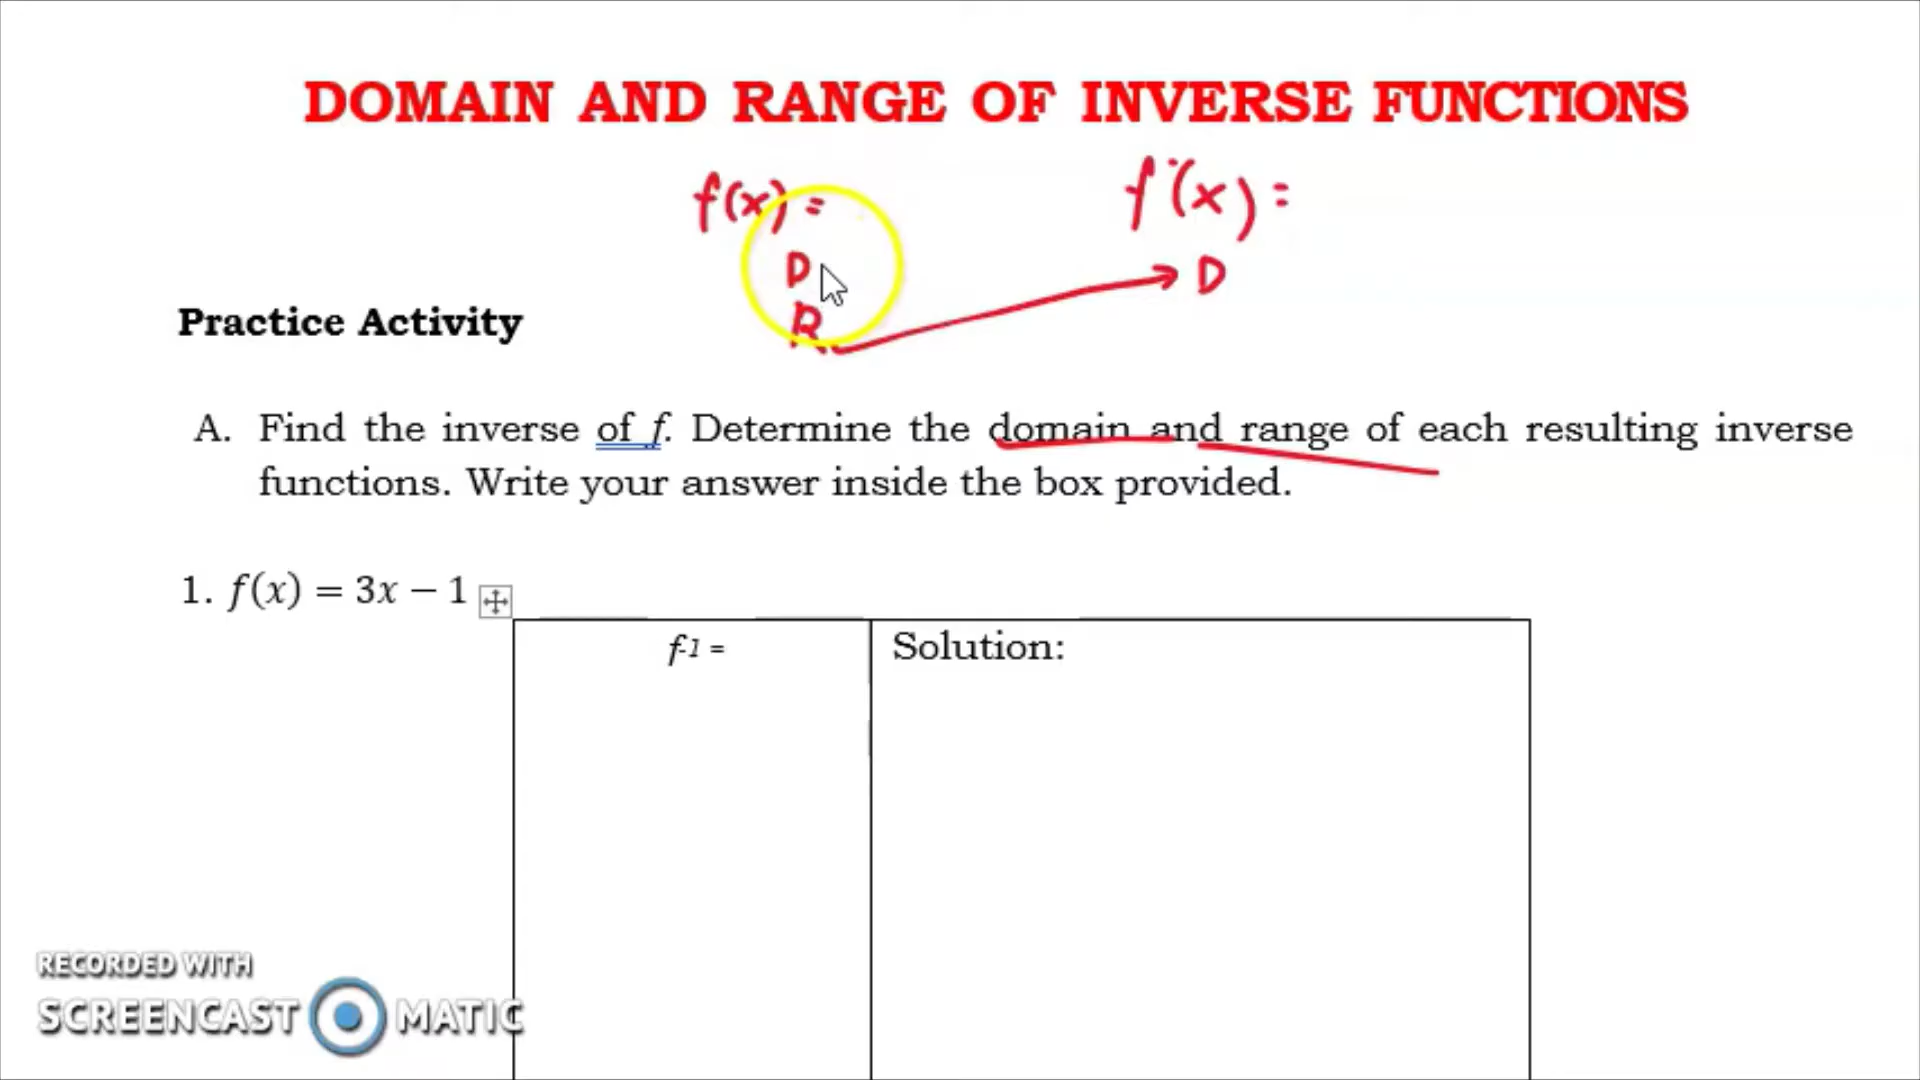 DOMAIN AND RANGE OF INVERSE FUNCTIONS
f(x) = f⁻¹(x) =
D D
R
Practice Activity
A. Find the inverse of f. Determine the domain and range of each resulting inverse
functions. Write your answer inside the box provided.
1. f(x) = 3x − 1
f-1 = Solution:
RECORDED WITH
SCREENCAST MATIC